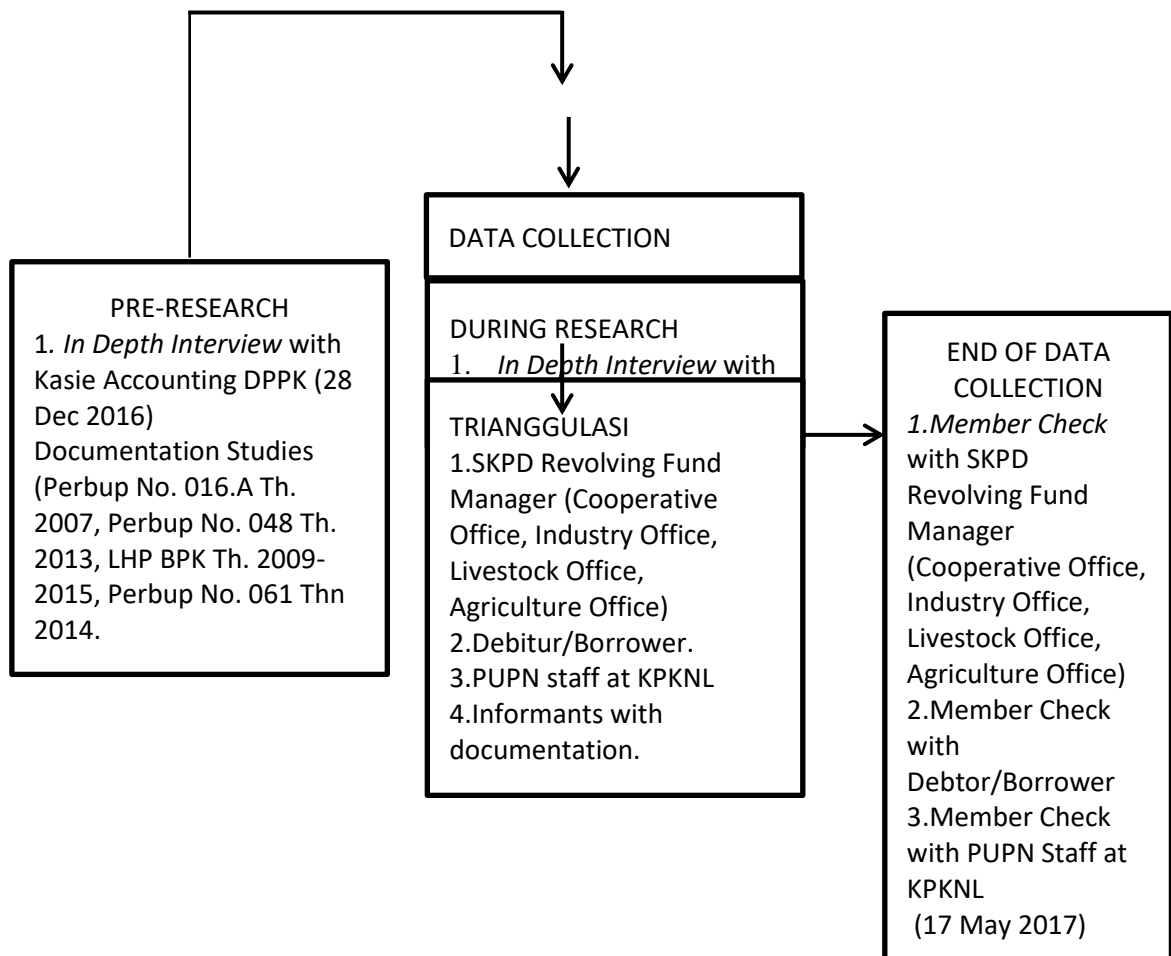 PRE-RESEARCH
1. In Depth Interview with
Kasie Accounting DPPK (28
Dec 2016)
Documentation Studies
(Perbup No. 016.A Th.
2007, Perbup No. 048 Th.
2013, LHP BPK Th. 2009-
2015, Perbup No. 061 Thn
2014.
DATA COLLECTION
DURING RESEARCH
1. In Depth Interview with
TRIANGGULASI
1.SKPD Revolving Fund
Manager (Cooperative
Office, Industry Office,
Livestock Office,
Agriculture Office)
2.Debitur/Borrower.
3.PUPN staff at KPKNL
4.Informants with
documentation.
END OF DATA
COLLECTION
1.Member Check
with SKPD
Revolving Fund
Manager
(Cooperative Office,
Industry Office,
Livestock Office,
Agriculture Office)
2.Member Check
with
Debtor/Borrower
3.Member Check
with PUPN Staff at
KPKNL
(17 May 2017)